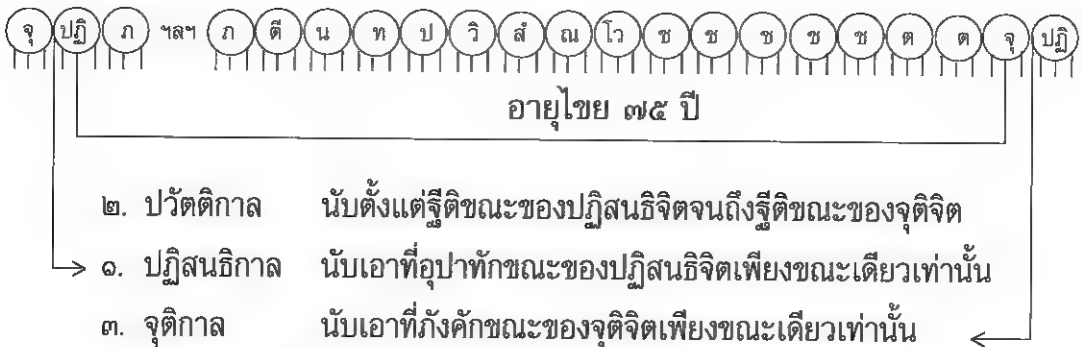 จุ ปฏิ ภ ฯลฯ ภ ตี น ท ป วิ สํ ณ โว ช ช ช ช ช ต ต จุ ปฏิ
อายุไขย ๗๕ ปี
๒. ปวัตติกาล นับตั้งแต่ฐีติขณะของปฏิสนธิจิตจนถึงฐีติขณะของจุติจิต
๑. ปฏิสนธิกาล นับเอาที่อุปาทักขณะของปฏิสนธิจิตเพียงขณะเดียวเท่านั้น
๓. จุติกาล นับเอาที่ภังคักขณะของจุติจิตเพียงขณะเดียวเท่านั้น